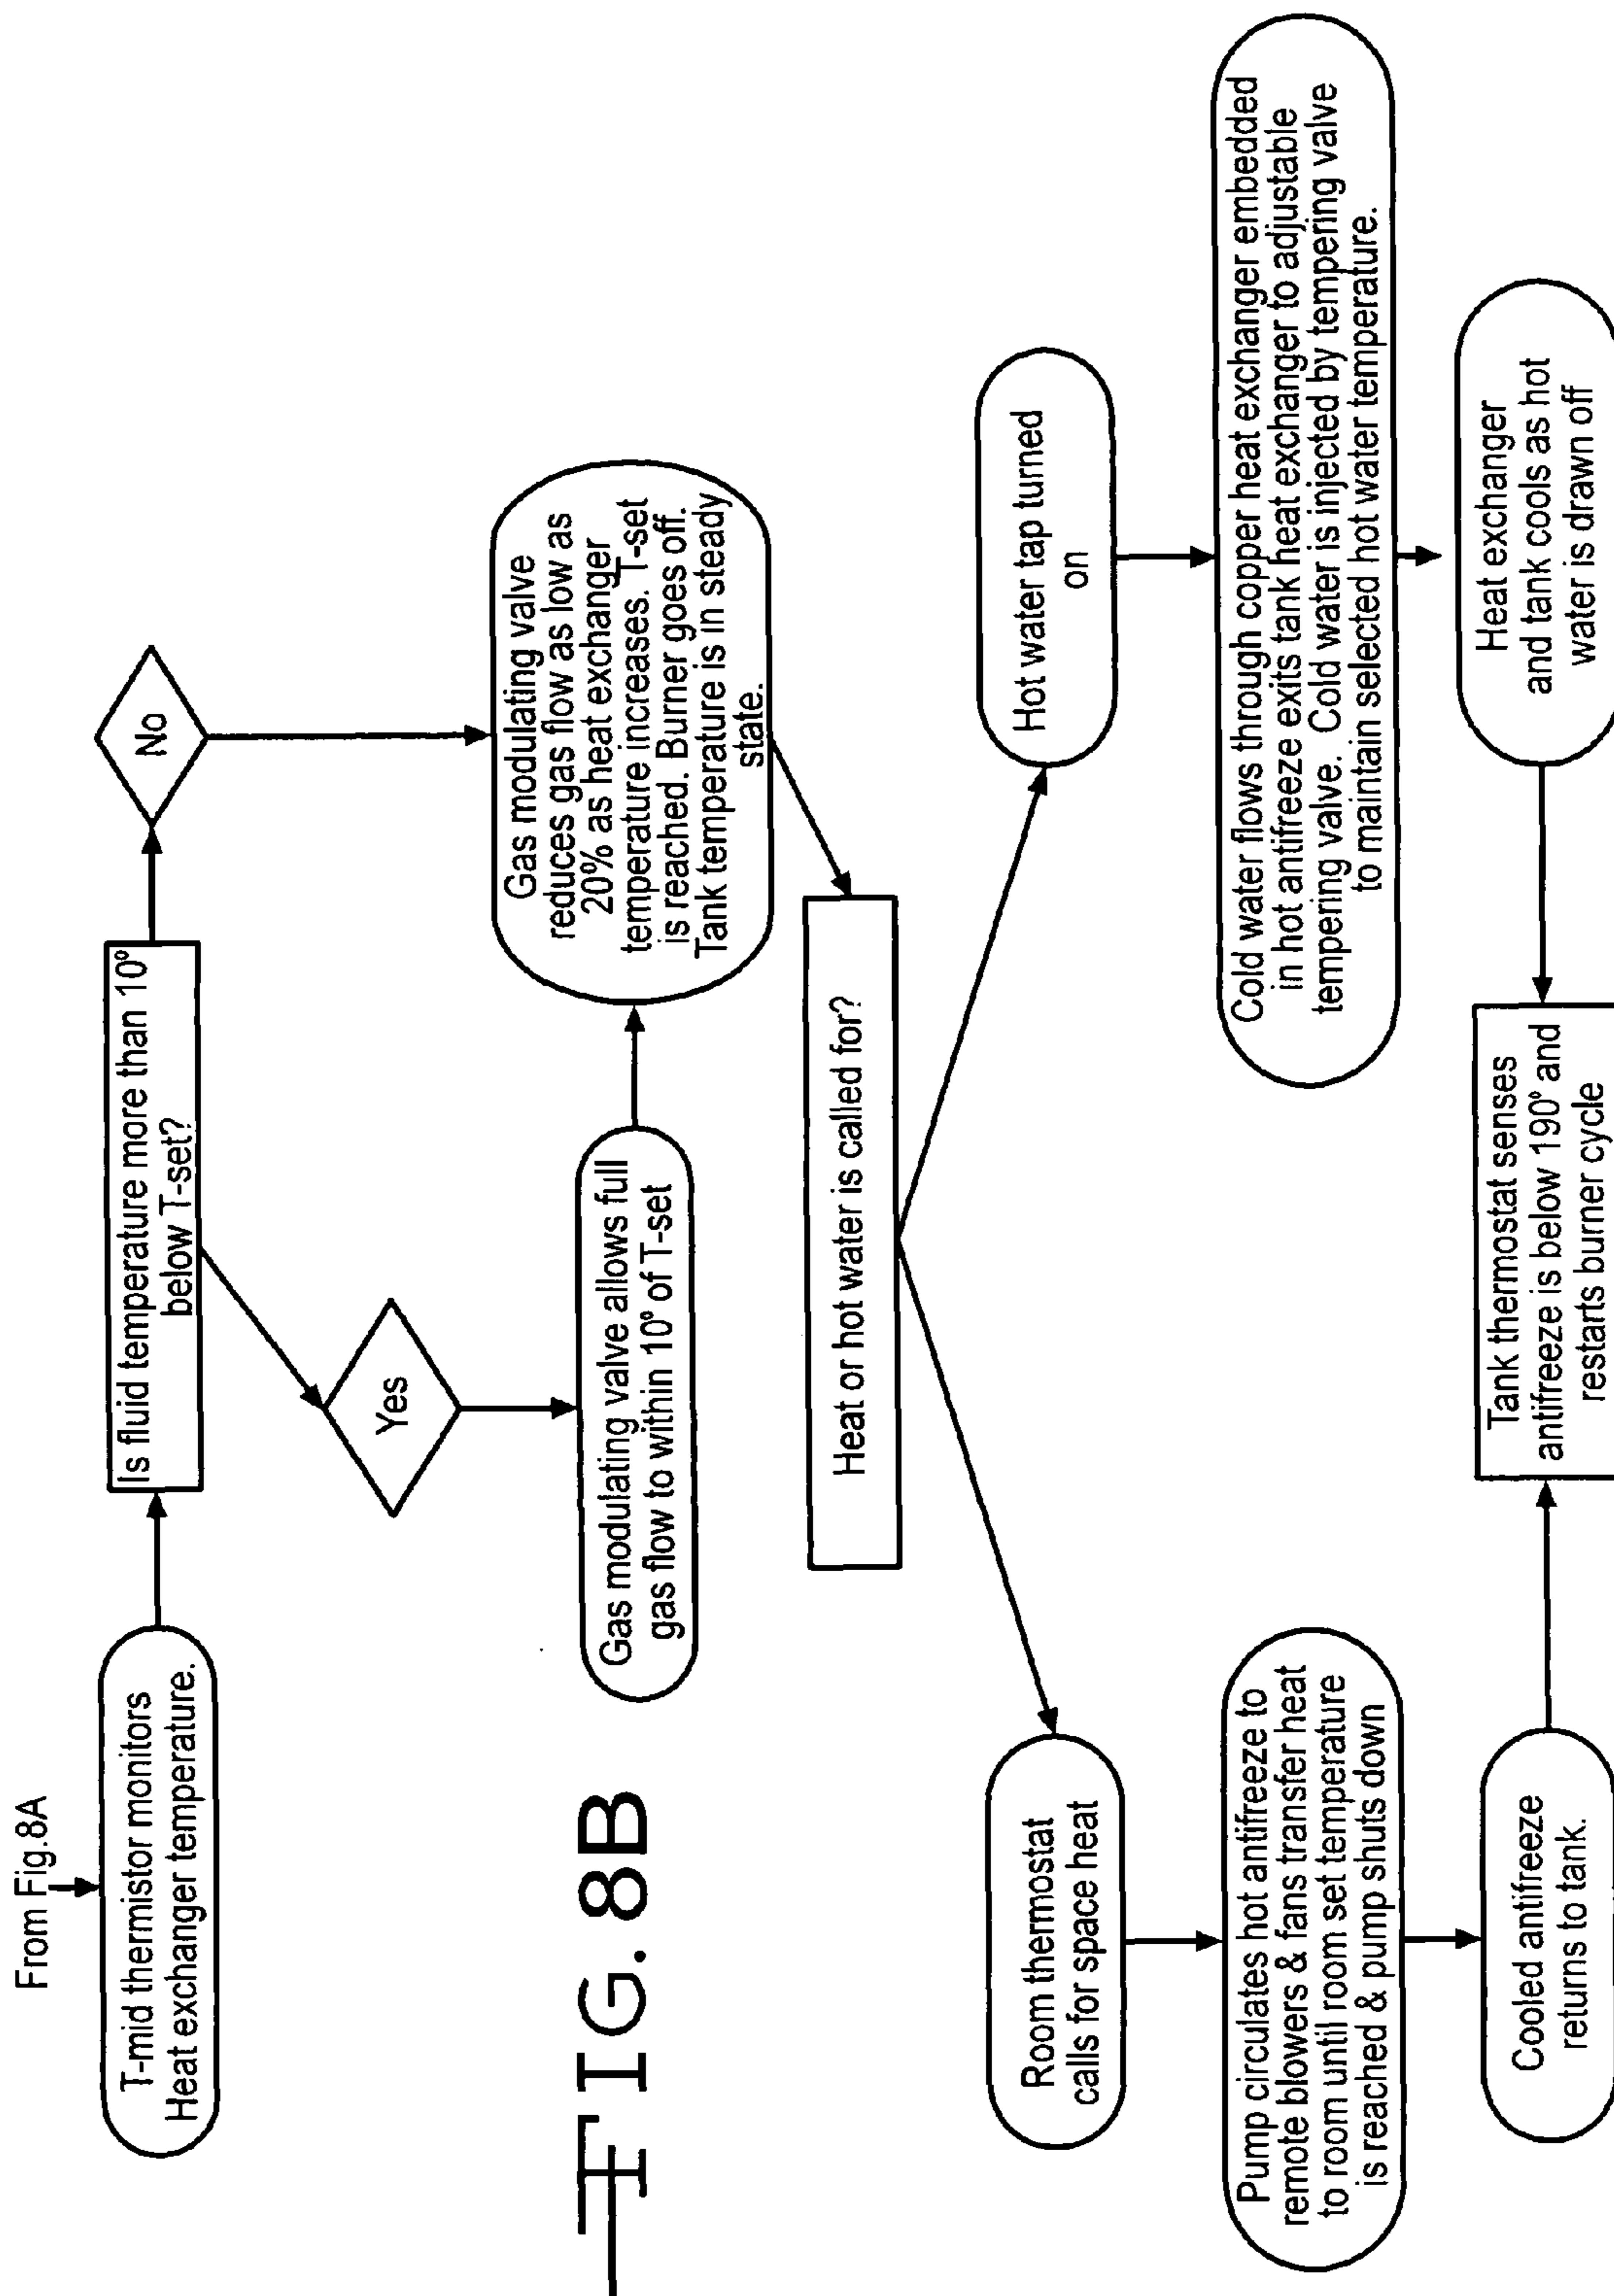 From Fig.8A
T-mid thermistor monitors
Heat exchanger temperature.
Is fluid temperature more than 10°
below T-set?
No
Yes
Gas modulating valve allows full
gas flow to within 10° of T-set
Gas modulating valve
reduces gas flow as low as
20% as heat exchanger
temperature increases. T-set
is reached. Burner goes off.
Tank temperature is in steady
state.
FIG. 8B
Heat or hot water is called for?
Room thermostat
calls for space heat
Hot water tap turned
on
Pump circulates hot antifreeze to
remote blowers & fans transfer heat
to room until room set temperature
is reached & pump shuts down
Cold water flows through copper heat exchanger embedded
in hot antifreeze exits tank heat exchanger to adjustable
tempering valve. Cold water is injected by tempering valve
to maintain selected hot water temperature.
Cooled antifreeze
returns to tank.
Tank thermostat senses
antifreeze is below 190° and
restarts burner cycle
Heat exchanger
and tank cools as hot
water is drawn off